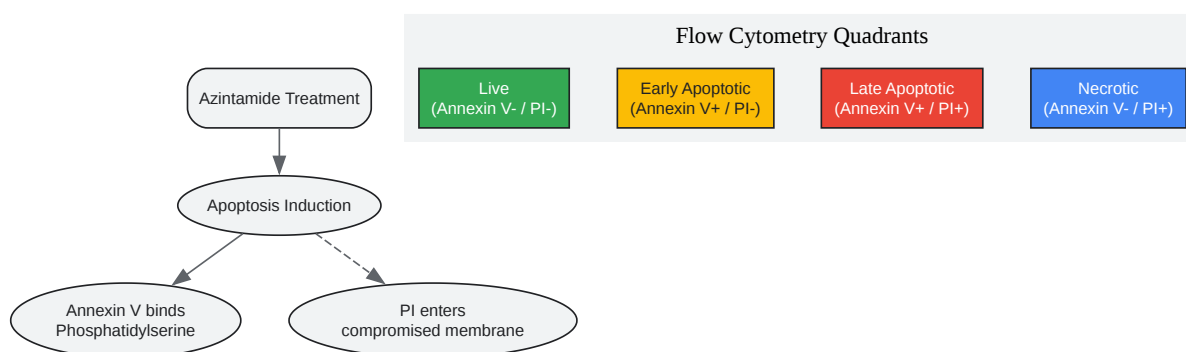 Flow Cytometry Quadrants
Live
(Annexin V- / PI-)
Early Apoptotic
(Annexin V+ / PI-)
Late Apoptotic
(Annexin V+ / PI+)
Necrotic
(Annexin V- / PI+)
Azintamide Treatment
Apoptosis Induction
Annexin V binds
Phosphatidylserine
PI enters
compromised membrane